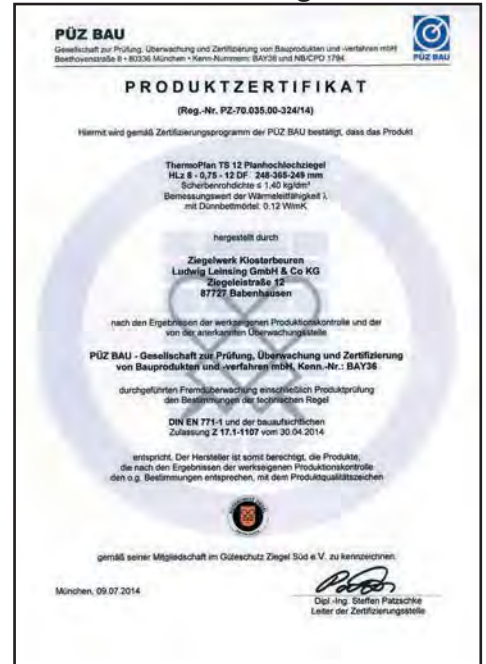 PÜZ BAU
Gesellschaft zur Prüfung, Überwachung und Zertifizierung von Bauprodukten und -verfahren mbH
Beethovenstraße 8 • 80336 München • Kenn-Nummern: BAY36 und NB/CPD 1794
PÜZ BAU
PRODUKTZERTIFIKAT
(Reg.-Nr. PZ-70.035.00-324/14)
Hiermit wird gemäß Zertifizierungsprogramm der PÜZ BAU bestätigt, dass das Produkt
ThermoPlan TS 12 Planhochlochziegel
HLz 8 - 0,75 - 12 DF 248-365-249 mm
Scherbenrohdichte ≤ 1,40 kg/dm³
Bemessungswert der Wärmeleitfähigkeit λ
mit Dünnbettmörtel: 0,12 W/mK
hergestellt durch
Ziegelwerk Klosterbeuren
Ludwig Leinsing GmbH & Co KG
Ziegeleistraße 12
87727 Babenhausen
nach den Ergebnissen der werkseigenen Produktionskontrolle und der
von der anerkannten Überwachungsstelle
PÜZ BAU - Gesellschaft zur Prüfung, Überwachung und Zertifizierung
von Bauprodukten und -verfahren mbH, Kenn.-Nr.: BAY36
durchgeführten Fremdüberwachung einschließlich Produktprüfung
den Bestimmungen der technischen Regel
DIN EN 771-1 und der bauaufsichtlichen
Zulassung Z 17.1-1107 vom 30.04.2014
entspricht. Der Hersteller ist somit berechtigt, die Produkte,
die nach den Ergebnissen der werkseigenen Produktionskontrolle
den o.g. Bestimmungen entsprechen, mit dem Produktqualitätszeichen
gemäß seiner Mitgliedschaft im Güteschutz Ziegel Süd e.V. zu kennzeichnen.
München, 09.07.2014
Dipl.-Ing. Steffen Patzschke
Leiter der Zertifizierungsstelle